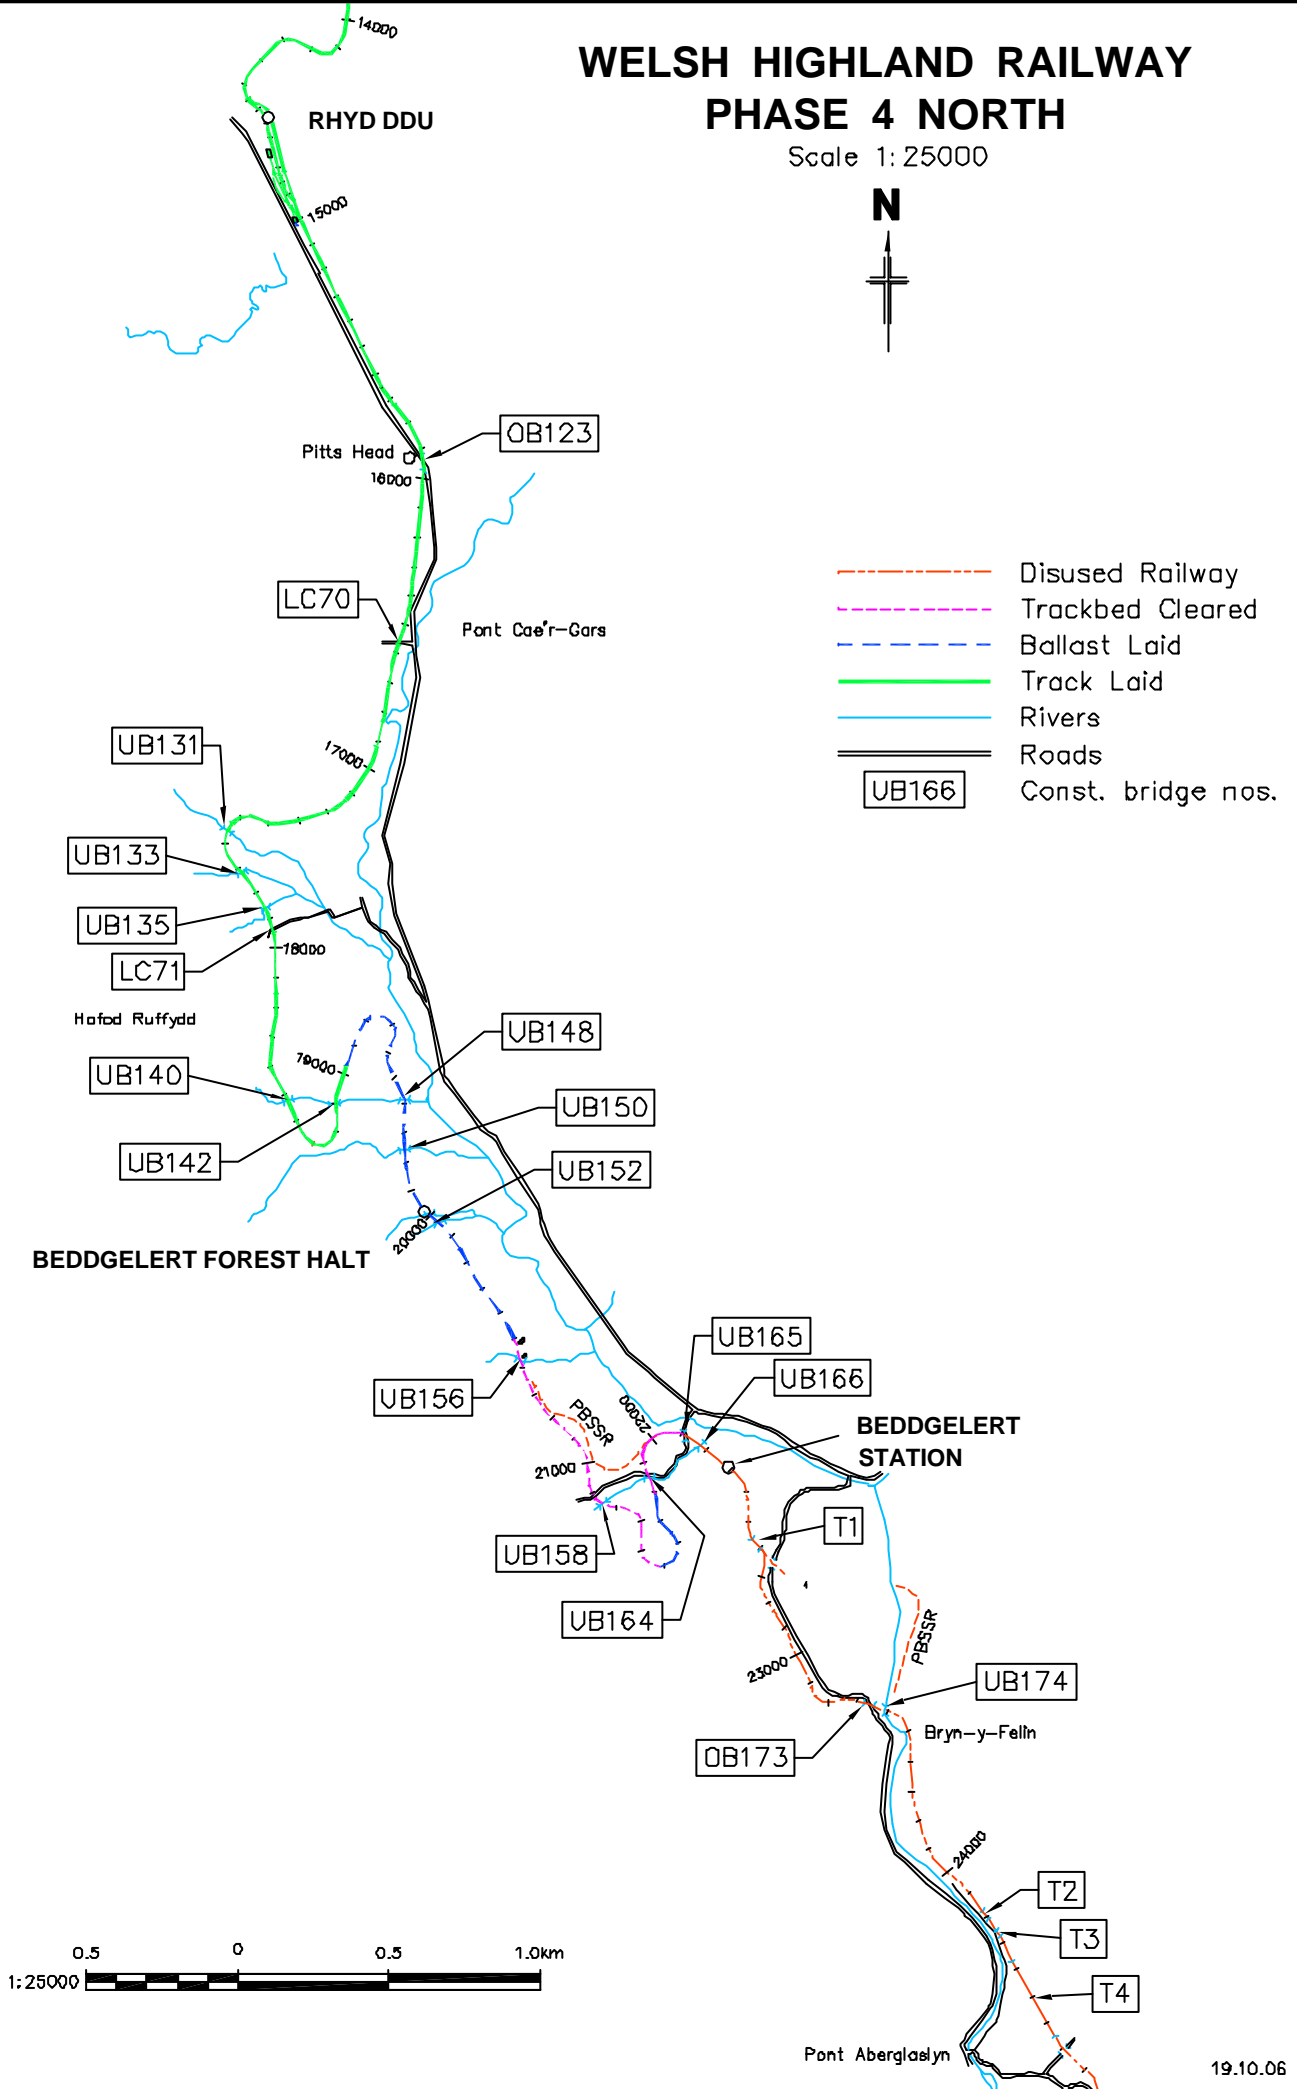 WELSH HIGHLAND RAILWAY
PHASE 4 NORTH
Scale 1:25000
N
14000
RHYD DDU
15000
OB123
Pitts Head
16000
LC70
Pont Cae'r-Gars
Disused Railway
Trackbed Cleared
Ballast Laid
Track Laid
Rivers
Roads
UB166
Const. bridge nos.
UB131
17000
UB133
UB135
LC71
18000
Hafod Ruffydd
UB148
19000
UB140
UB150
UB142
UB152
20000
BEDDGELERT FOREST HALT
UB165
UB166
UB156
PBSSR
22000
BEDDGELERT
STATION
21000
T1
UB158
UB164
PBSSR
23000
UB174
Bryn-y-Felin
OB173
24000
T2
T3
T4
0.5
0
0.5
1.0km
1:25000
Pont Aberglaslyn
19.10.06